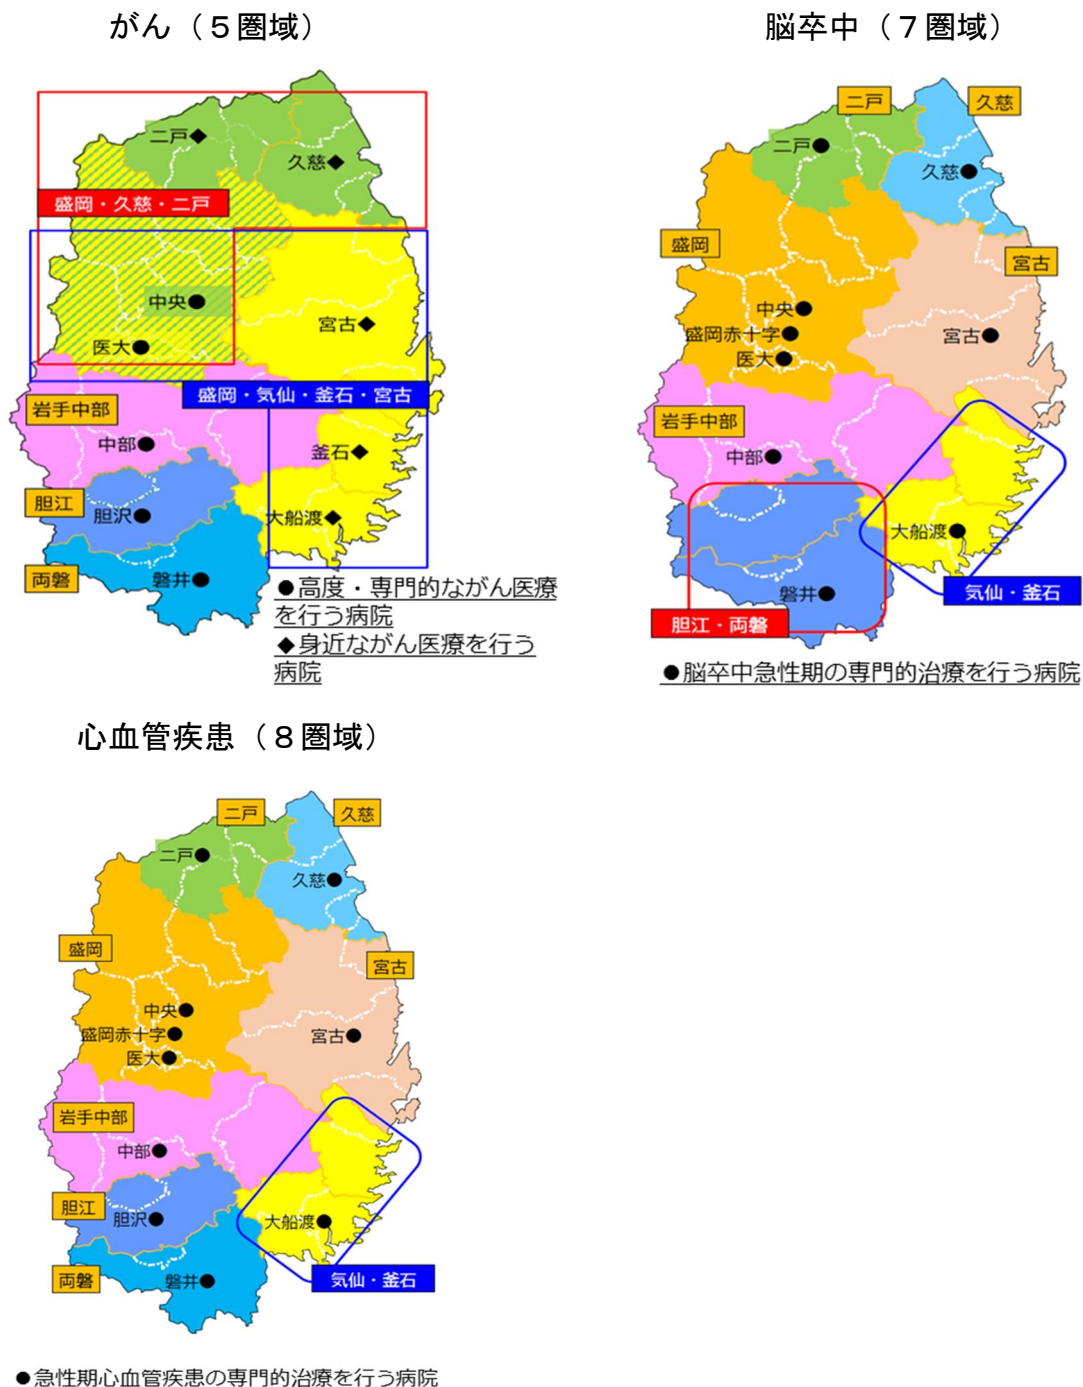 がん（５圏域）
二戸◆
久慈◆
盛岡・久慈・二戸
中央●
宮古◆
医大●
盛岡・気仙・釜石・宮古
岩手中部
中部●
釜石◆
胆江
胆沢●
大船渡◆
両磐
磐井●
●高度・専門的ながん医療
を行う病院
◆身近ながん医療を行う
病院
脳卒中（７圏域）
二戸
久慈
二戸●
久慈●
盛岡
宮古
中央●
盛岡赤十字●
宮古●
医大●
岩手中部
中部●
大船渡●
磐井●
気仙・釜石
胆江・両磐
●脳卒中急性期の専門的治療を行う病院
心血管疾患（８圏域）
二戸
久慈
二戸●
久慈●
盛岡
宮古
中央●
盛岡赤十字●
宮古●
医大●
岩手中部
中部●
胆江
胆沢●
大船渡●
両磐
磐井●
気仙・釜石
●急性期心血管疾患の専門的治療を行う病院